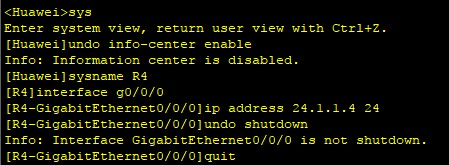 <Huawei>sys
Enter system view, return user view with Ctrl+Z.
[Huawei]undo info-center enable
Info: Information center is disabled.
[Huawei]sysname R4
[R4]interface g0/0/0
[R4-GigabitEthernet0/0/0]ip address 24.1.1.4 24
[R4-GigabitEthernet0/0/0]undo shutdown
Info: Interface GigabitEthernet0/0/0 is not shutdown.
[R4-GigabitEthernet0/0/0]quit